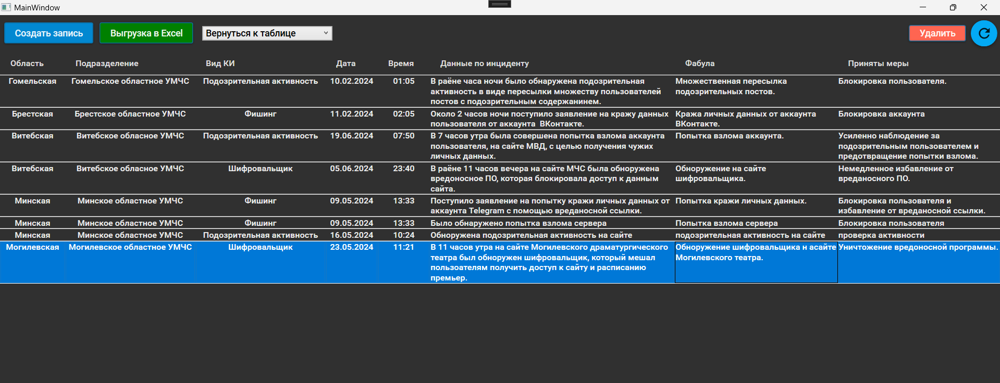 MainWindow
Создать запись Выгрузка в Excel Вернуться к таблице Удалить
Область Подразделение Вид КИ Дата Время Данные по инциденту Фабула Приняты меры
Гомельская Гомельское областное УМЧС Подозрительная активность 10.02.2024 01:05 В раёне часа ночи было обнаружена подозрительная Множественная пересылка Блокировка пользователя.
активность в виде пересылки множеству пользователей подозрительных постов.
постов с подозрительным содержанинем.
Брестская Брестское областное УМЧС Фишинг 11.02.2024 02:05 Около 2 часов ночи поступило заявление на кражу данных Кража личных данных от аккаунта Блокировка аккаунта
пользователя от аккаунта ВКонтакте. ВКонтакте.
Витебская Витебское обласное УМЧС Подозрительная активность 19.06.2024 07:50 В 7 часов утра была совершена попытка взлома аккаунта Попытка взлома аккаунта. Усиленно наблюдение за
пользователя, на сайте МВД, с целью получения чужих подозрительным пользователем и
личных данных. предотвращение попытки взлома.
Витебская Витебское обласное УМЧС Шифровальщик 05.06.2024 23:40 В раёне 11 часов вечера на сайте МЧС была обноружена Обноружение на сайте Немедленное избавление от
вредоносное ПО, которая блокировала доступ к данным шифровальщика. вреданосного ПО.
сайта.
Минская Минское областное УМЧС Фишинг 09.05.2024 13:33 Поступило заявление на попытку кражи личных данных от Попытка кражи личных данных. Блокировка пользователя и
аккаунта Telegram с помощью вреданосной ссылки. избавление от вреданосной ссылки.
Минская Минское областное УМЧС Фишинг 09.05.2024 13:33 Было обнаружено попытка взлома сервера Попытка взлома сервера Блокировка пользователя
Минская Минское областное УМЧС Подозрительная активность 16.05.2024 10:24 Обноружена подозрительная активность на сайте подозрительная активность на сайте проверка активности
Могилевская Могилевское областное УМЧС Шифровальщик 23.05.2024 11:21 В 11 часов утра на сайте Могилевского драматургического Обноружение шифровальщика н асайте Уничтожение вредоносной программы.
театра был обноружен шифровальщик, который мешал Могилевского театра.
пользоателям получить доступ к сайту и расписанию
премьер.